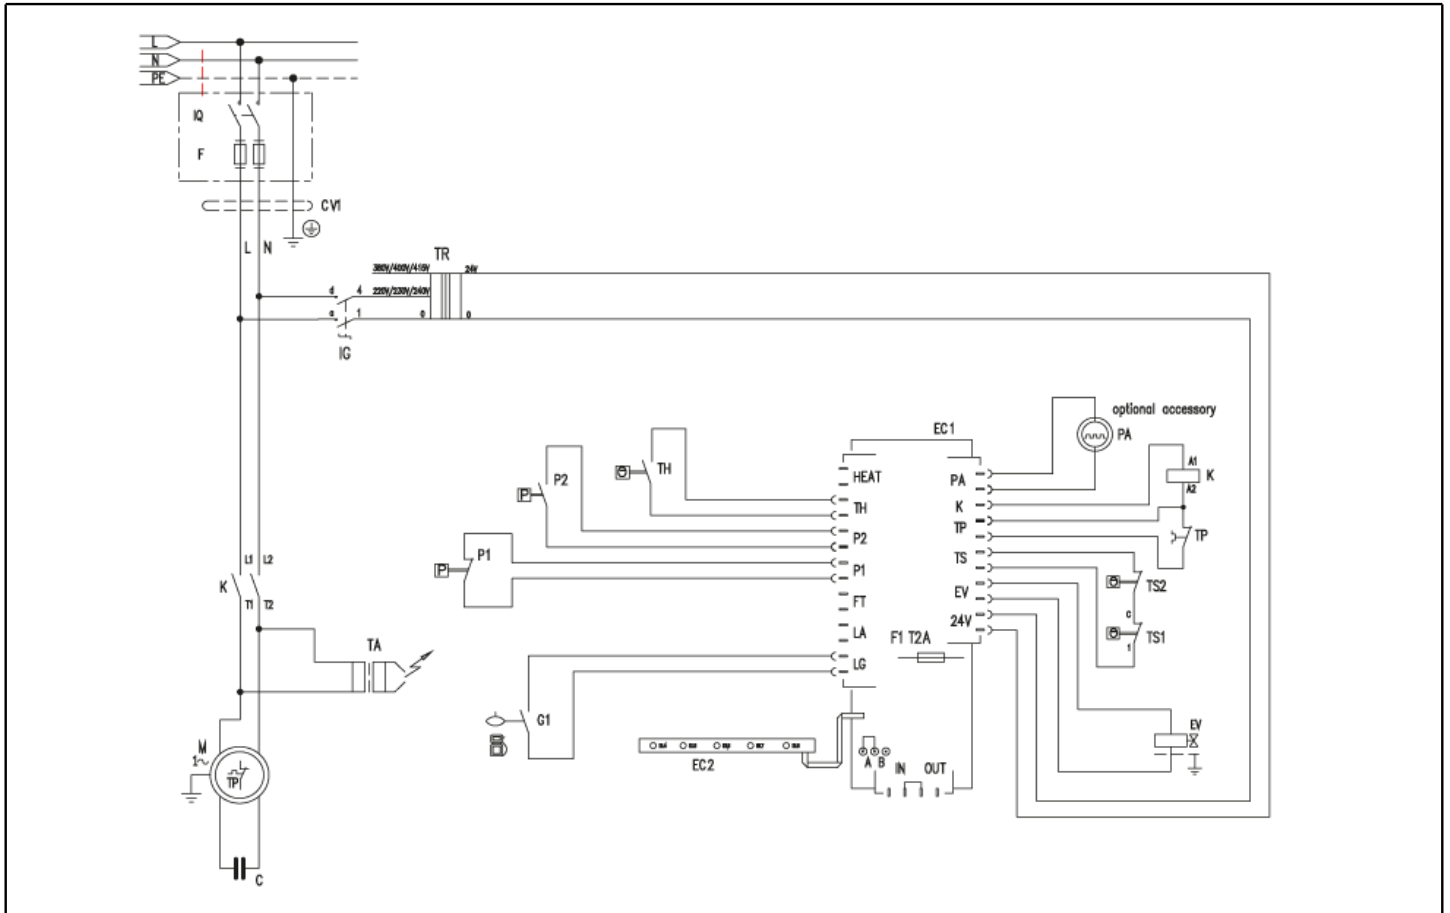 L
N
PE
IQ
F
CV1
L N
TR
380V/400V/415V 24V
d 4 220V/230V/240V
a 1 0 0
IG
optional accessory
EC1
PA
P2
TH
HEAT
PA
A1
K
A2
TH
K
P2
TP
TP
P1
P1
TS
TS2
FT
EV
C
LA
24V
TS1
1
F1 T2A
LG
L1 L2
K
T1 T2
TA
G1
EV
M
1~
TP
EC2
A B
IN OUT
C